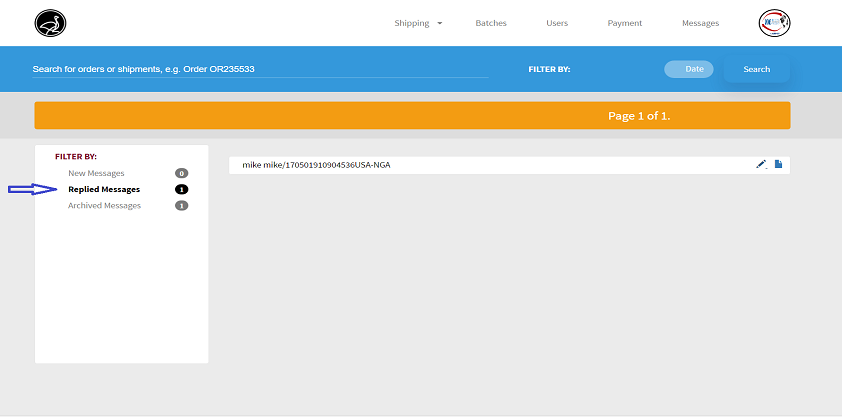 Shipping Batches Users Payment Messages
Search for orders or shipments, e.g. Order OR235533 FILTER BY: Date Search
Page 1 of 1.
FILTER BY:
New Messages 0
Replied Messages 1
Archived Messages 1
mike mike/170501910904536USA-NGA